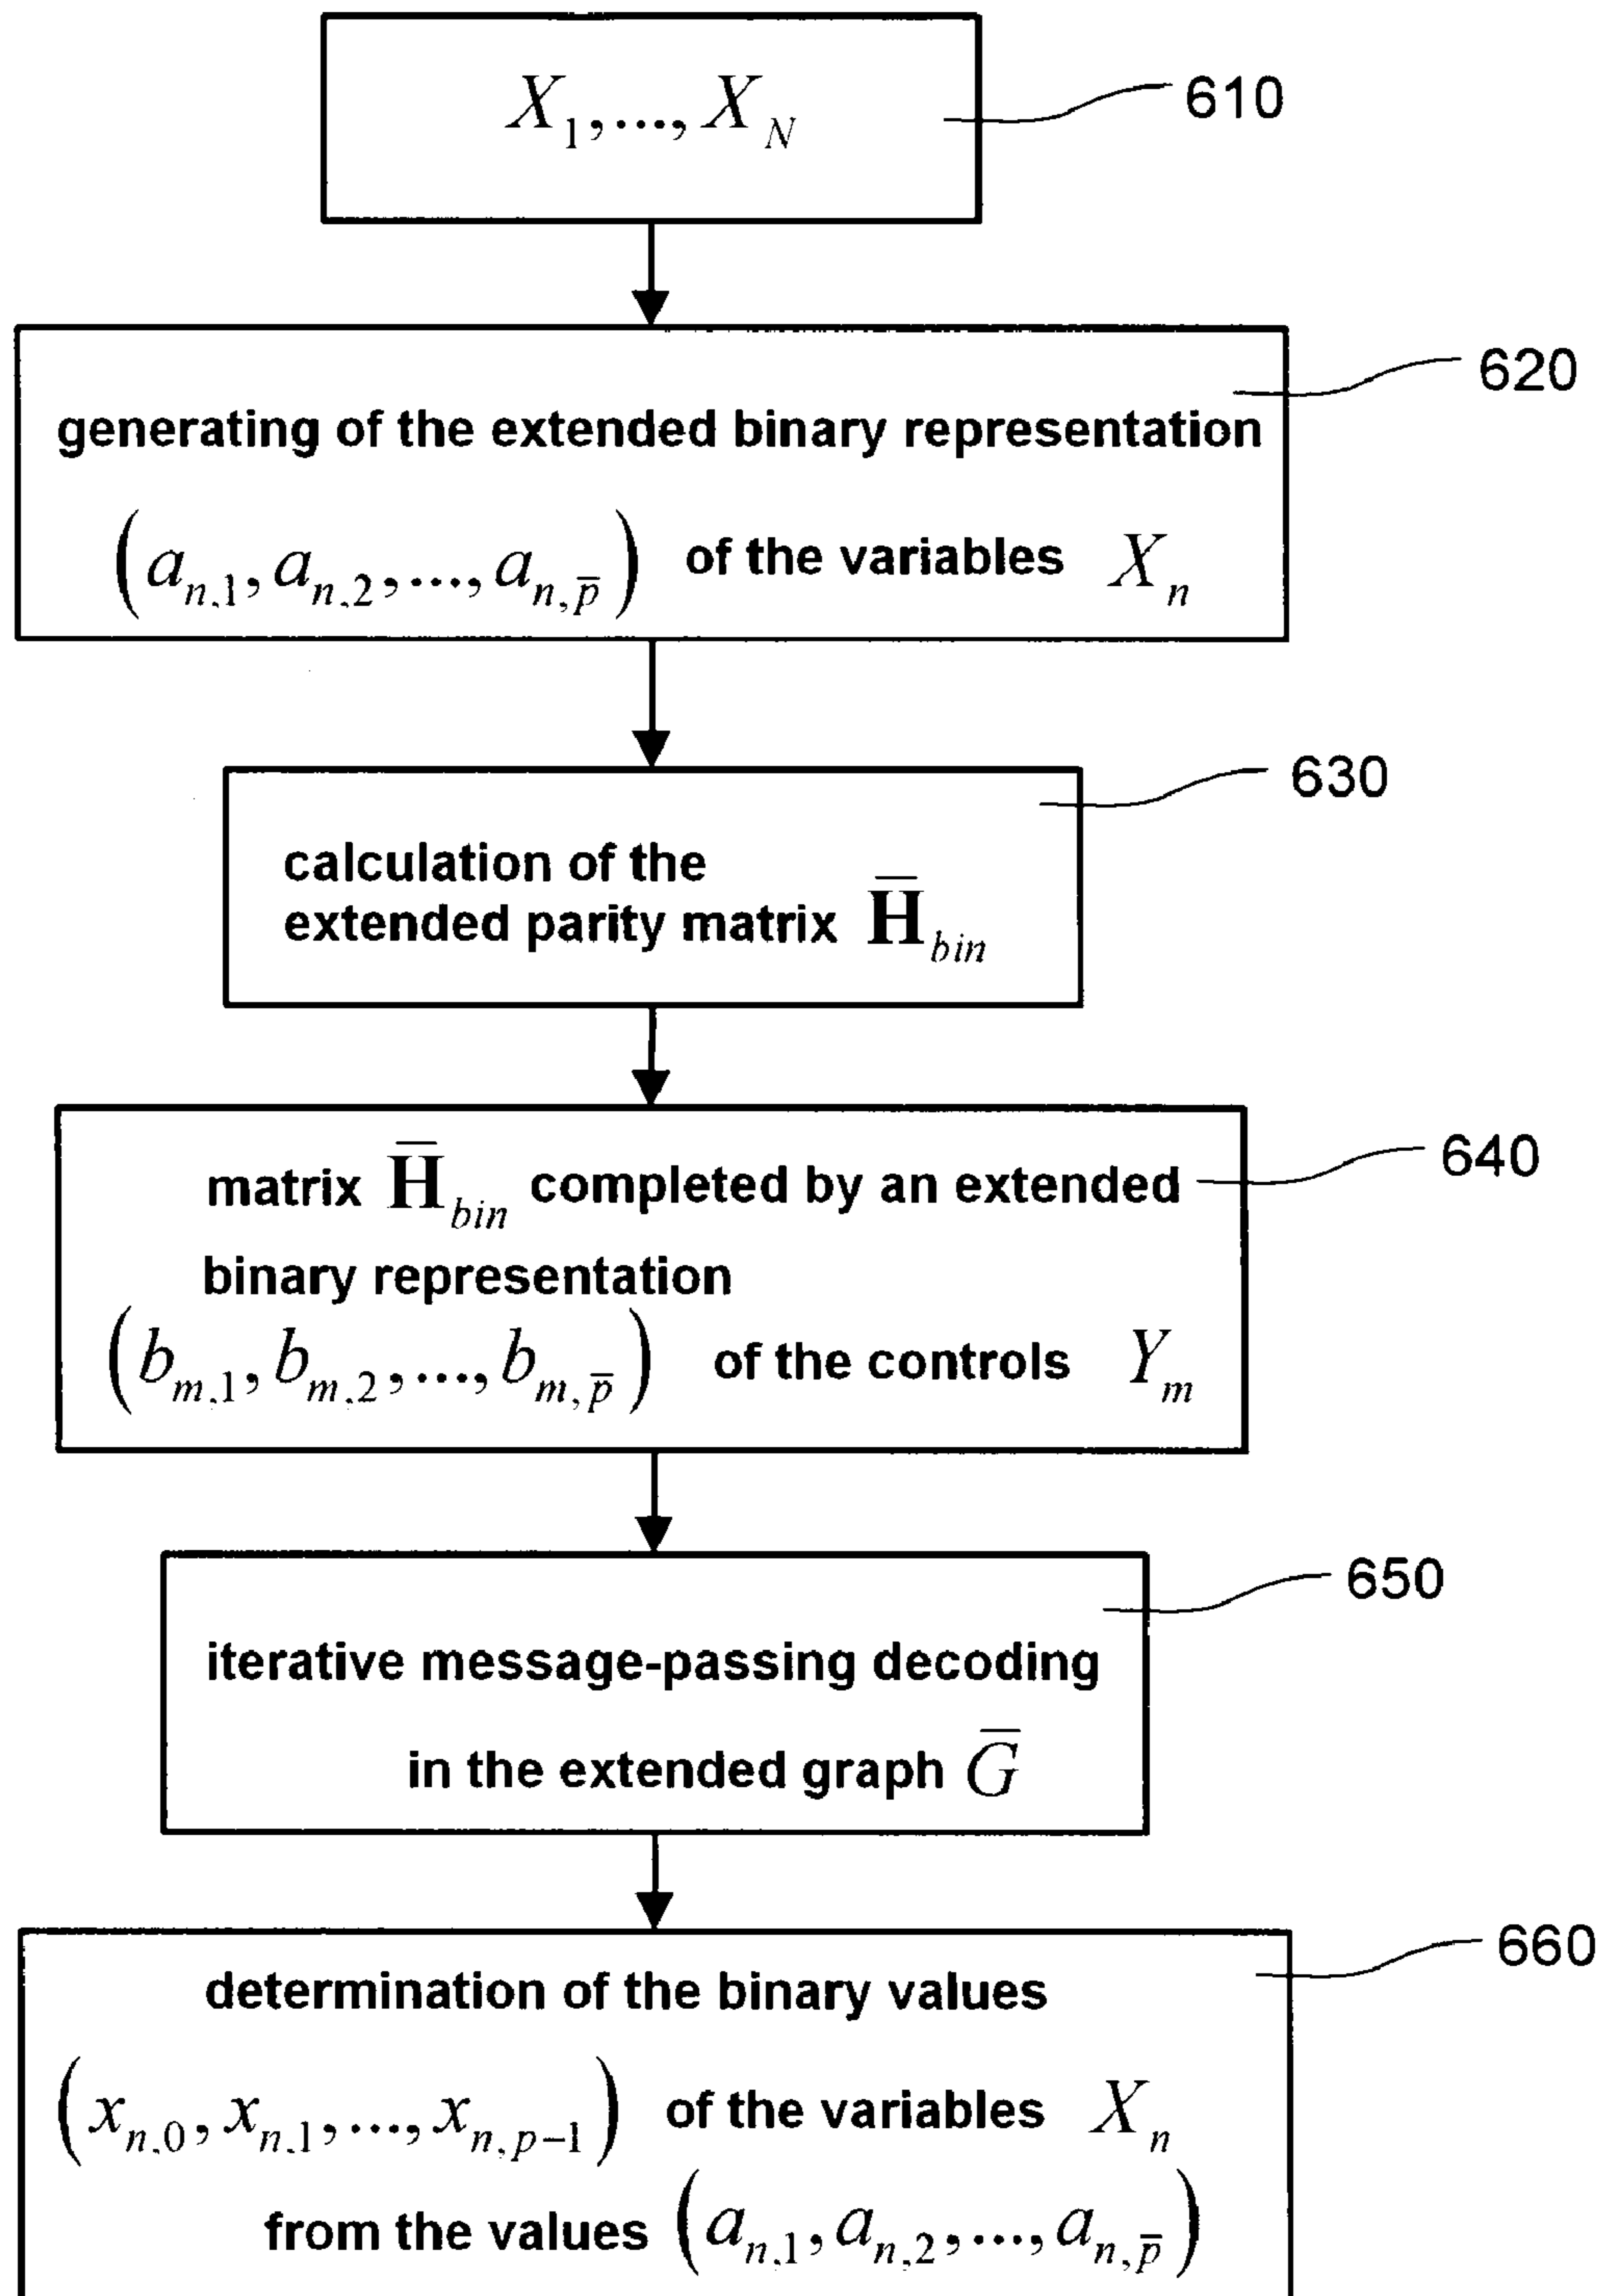 X₁,...,X_N
610
620
generating of the extended binary representation
(a_{n,1}, a_{n,2},..., a_{n,p̅}) of the variables X_n
630
calculation of the
extended parity matrix H̅_{bin}
640
matrix H̅_{bin} completed by an extended
binary representation
(b_{m,1}, b_{m,2},..., b_{m,p̅}) of the controls Y_m
650
iterative message-passing decoding
in the extended graph G̅
660
determination of the binary values
(x_{n,0}, x_{n,1},..., x_{n,p−1}) of the variables X_n
from the values (a_{n,1}, a_{n,2},..., a_{n,p̅})